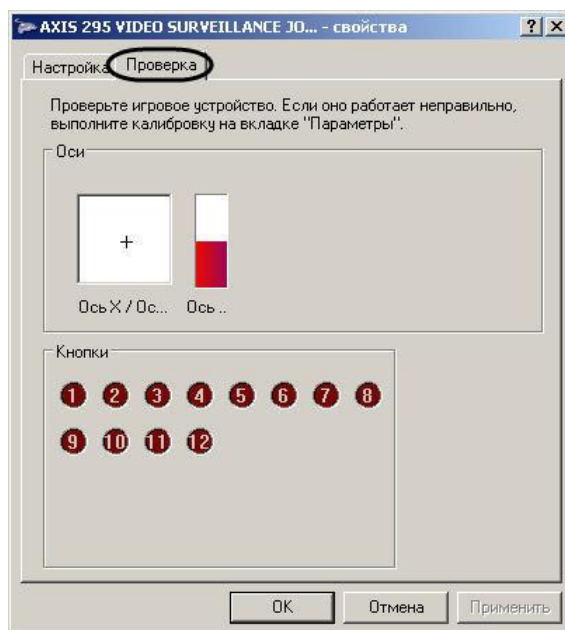 AXIS 295 VIDEO SURVEILLANCE JO... - свойства
Настройка Проверка
Проверьте игровое устройство. Если оно работает неправильно,
выполните калибровку на вкладке "Параметры".
Оси
Ось X / Ос... Ось ..
Кнопки
1 2 3 4 5 6 7 8
9 10 11 12
OK Отмена Применить